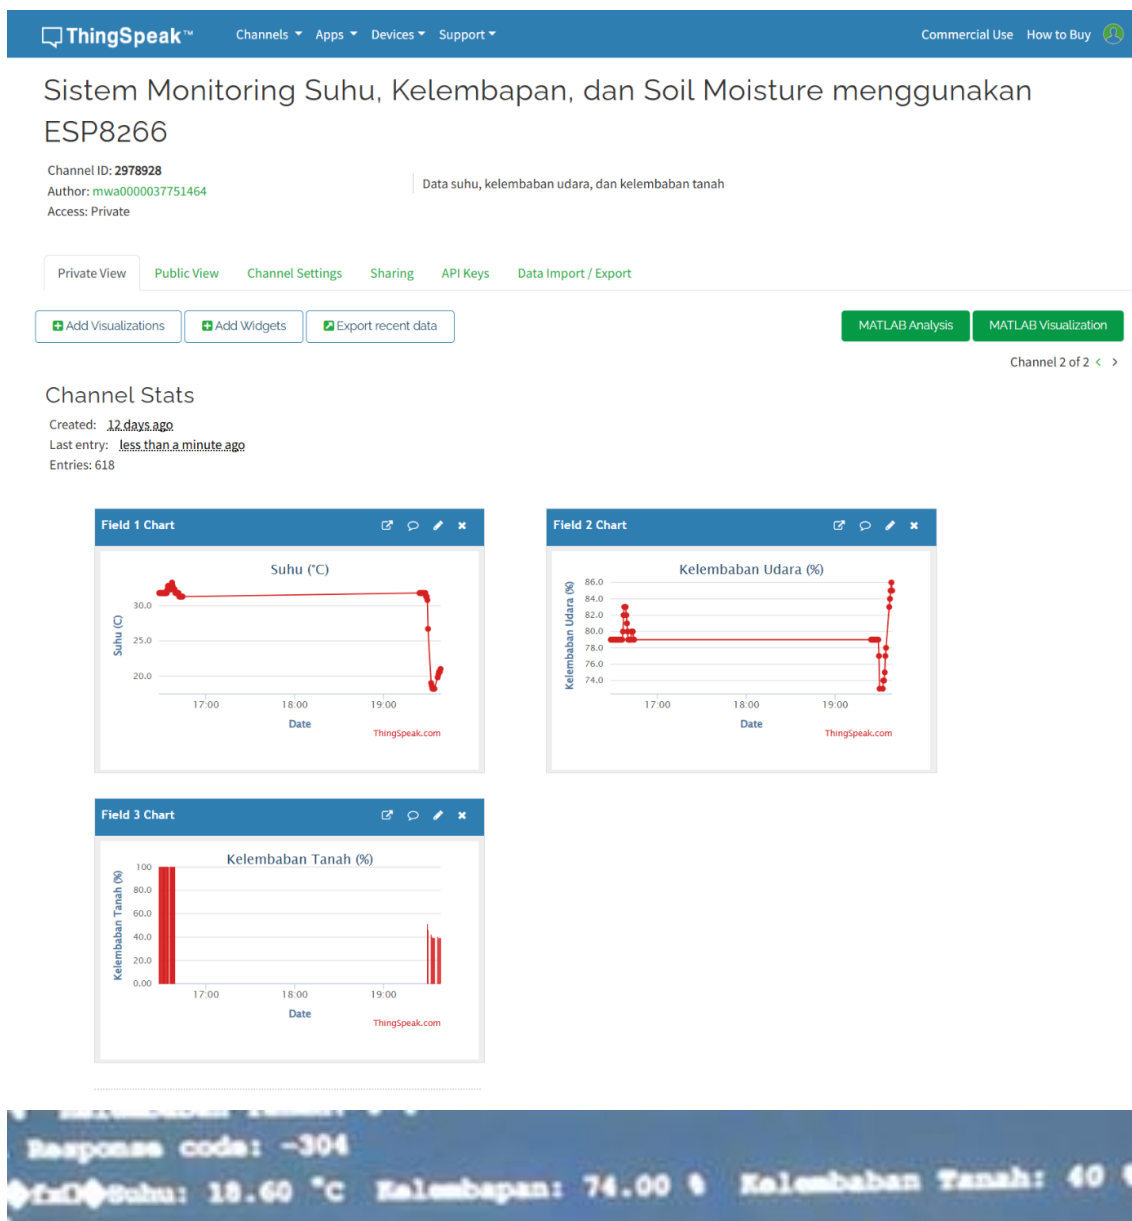 ThingSpeak™ Channels Apps Devices Support Commercial Use How to Buy
Sistem Monitoring Suhu, Kelembapan, dan Soil Moisture menggunakan
ESP8266
Channel ID: 2978928
Author: mwa0000037751464
Access: Private
Data suhu, kelembaban udara, dan kelembaban tanah
Private View Public View Channel Settings Sharing API Keys Data Import / Export
Add Visualizations Add Widgets Export recent data MATLAB Analysis MATLAB Visualization
Channel 2 of 2 < >
Channel Stats
Created: 12 days ago
Last entry: less than a minute ago
Entries: 618
Field 1 Chart
Suhu (°C)
Suhu (C)
30.0
25.0
20.0
17:00 18:00 19:00
Date
ThingSpeak.com
Field 2 Chart
Kelembaban Udara (%)
Kelembaban Udara (%)
86.0
84.0
82.0
80.0
78.0
76.0
74.0
17:00 18:00 19:00
Date
ThingSpeak.com
Field 3 Chart
Kelembaban Tanah (%)
Kelembaban Tanah (%)
100
80.0
60.0
40.0
20.0
0.00
17:00 18:00 19:00
Date
ThingSpeak.com
Kelembaban Tanah:
Response code: -304
Suhu: 18.60 °C Kelembapan: 74.00 % Kelembaban Tanah: 40 %